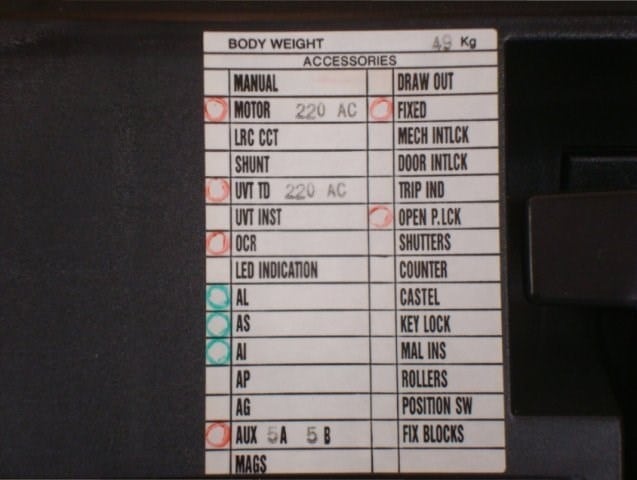 BODY WEIGHT 49 Kg
ACCESSORIES
MANUAL DRAW OUT
MOTOR 220 AC FIXED
LRC CCT MECH INTLCK
SHUNT DOOR INTLCK
UVT TD 220 AC TRIP IND
UVT INST OPEN P.LCK
OCR SHUTTERS
LED INDICATION COUNTER
AL CASTEL
AS KEY LOCK
AI MAL INS
AP ROLLERS
AG POSITION SW
AUX 5A 5 B FIX BLOCKS
MAGS